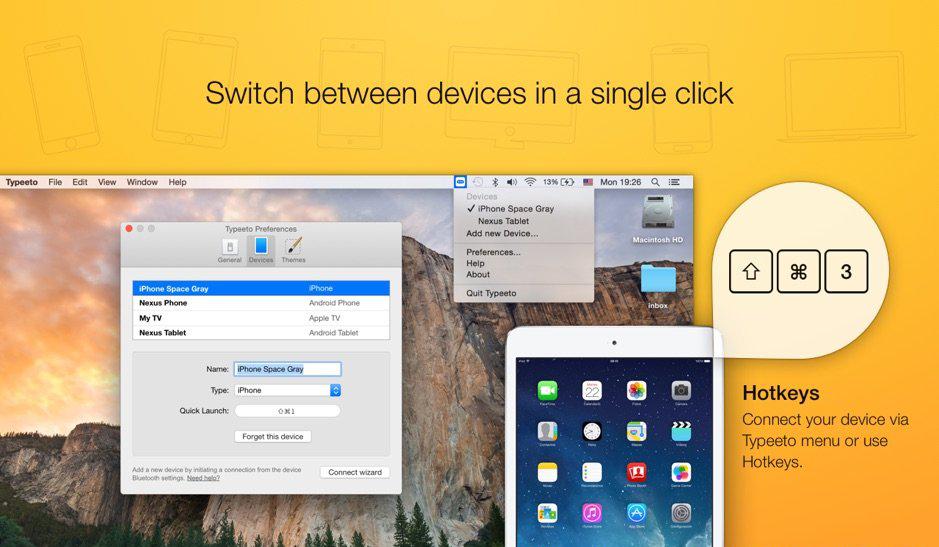 Switch between devices in a single click
Typeeto File Edit View Window Help 13% Mon 19:26
Devices
✓ iPhone Space Gray
Nexus Tablet
Add new Device...
Preferences...
Help
About
Quit Typeeto
Macintosh HD
inbox
Typeeto Preferences
General Devices Themes
iPhone Space Gray iPhone
Nexus Phone Android Phone
My TV Apple TV
Nexus Tablet Android Tablet
Name: iPhone Space Gray
Type: iPhone
Quick Launch: ⇧⌘1
Forget this device
Add a new device by initiating a connection from the device
Bluetooth settings. Need help?
Connect wizard
⇧ ⌘ 3
Hotkeys
Connect your device via
Typeeto menu or use
Hotkeys.
22